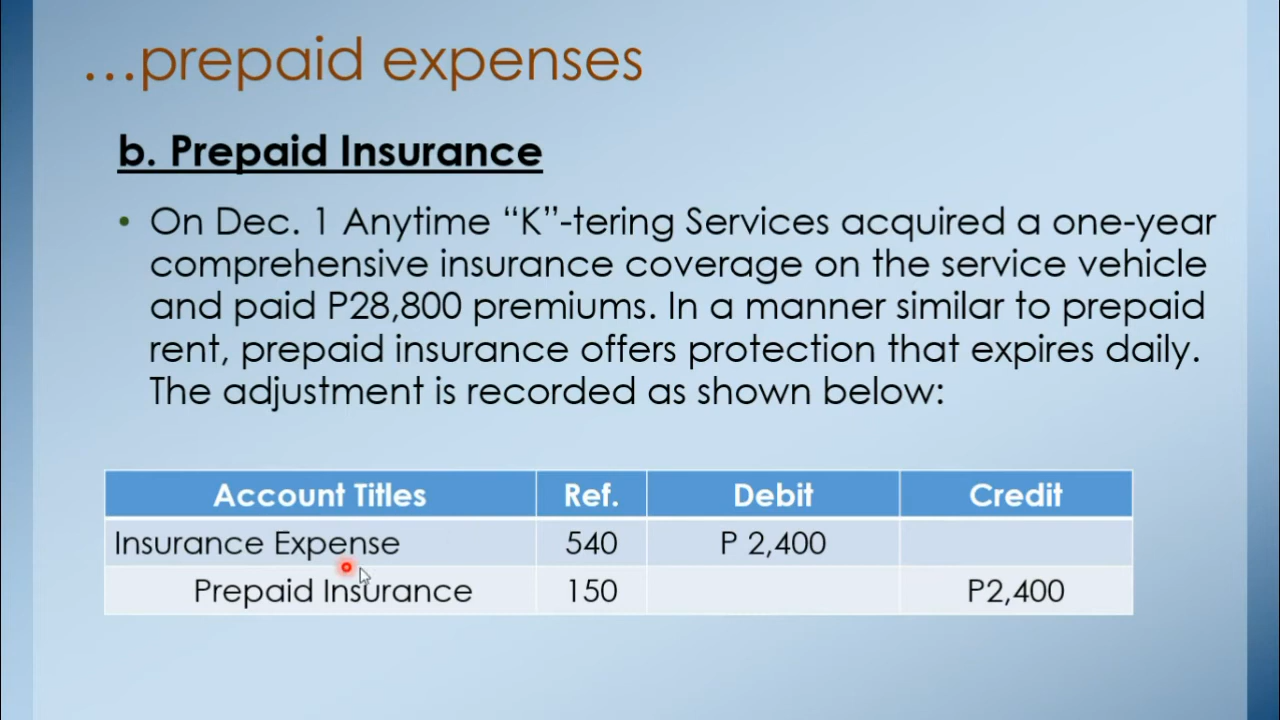 ...prepaid expenses
b. Prepaid Insurance
• On Dec. 1 Anytime “K”-tering Services acquired a one-year
comprehensive insurance coverage on the service vehicle
and paid P28,800 premiums. In a manner similar to prepaid
rent, prepaid insurance offers protection that expires daily.
The adjustment is recorded as shown below:
Account Titles Ref. Debit Credit
Insurance Expense 540 P 2,400
Prepaid Insurance 150 P2,400